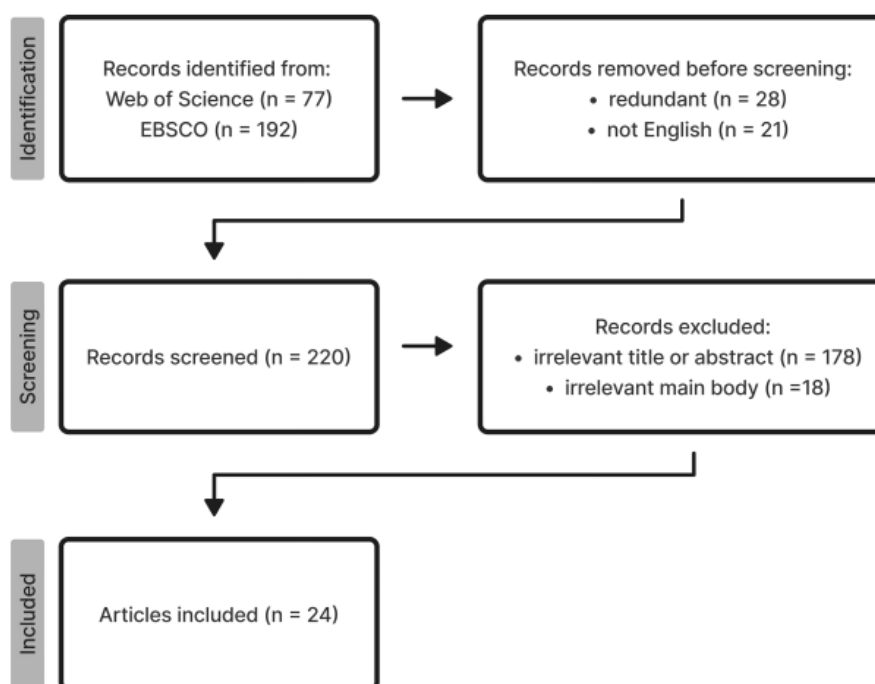 Identification
Records identified from:
Web of Science (n = 77)
EBSCO (n = 192)
Records removed before screening:
• redundant (n = 28)
• not English (n = 21)
Screening
Records screened (n = 220)
Records excluded:
• irrelevant title or abstract (n = 178)
• irrelevant main body (n =18)
Included
Articles included (n = 24)